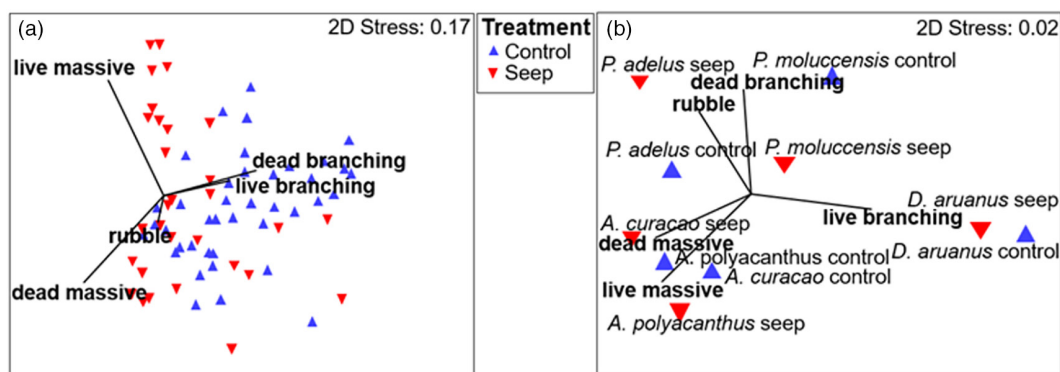 (a)
2D Stress: 0.17
live massive
dead branching
live branching
rubble
dead massive
Treatment
Control
Seep
(b)
2D Stress: 0.02
P. adelus seep
P. moluccensis control
dead branching
rubble
P. adelus control
P. moluccensis seep
D. aruanus seep
live branching
A. curacao seep
dead massive
D. aruanus control
A. polyacanthus control
A. curacao control
live massive
A. polyacanthus seep